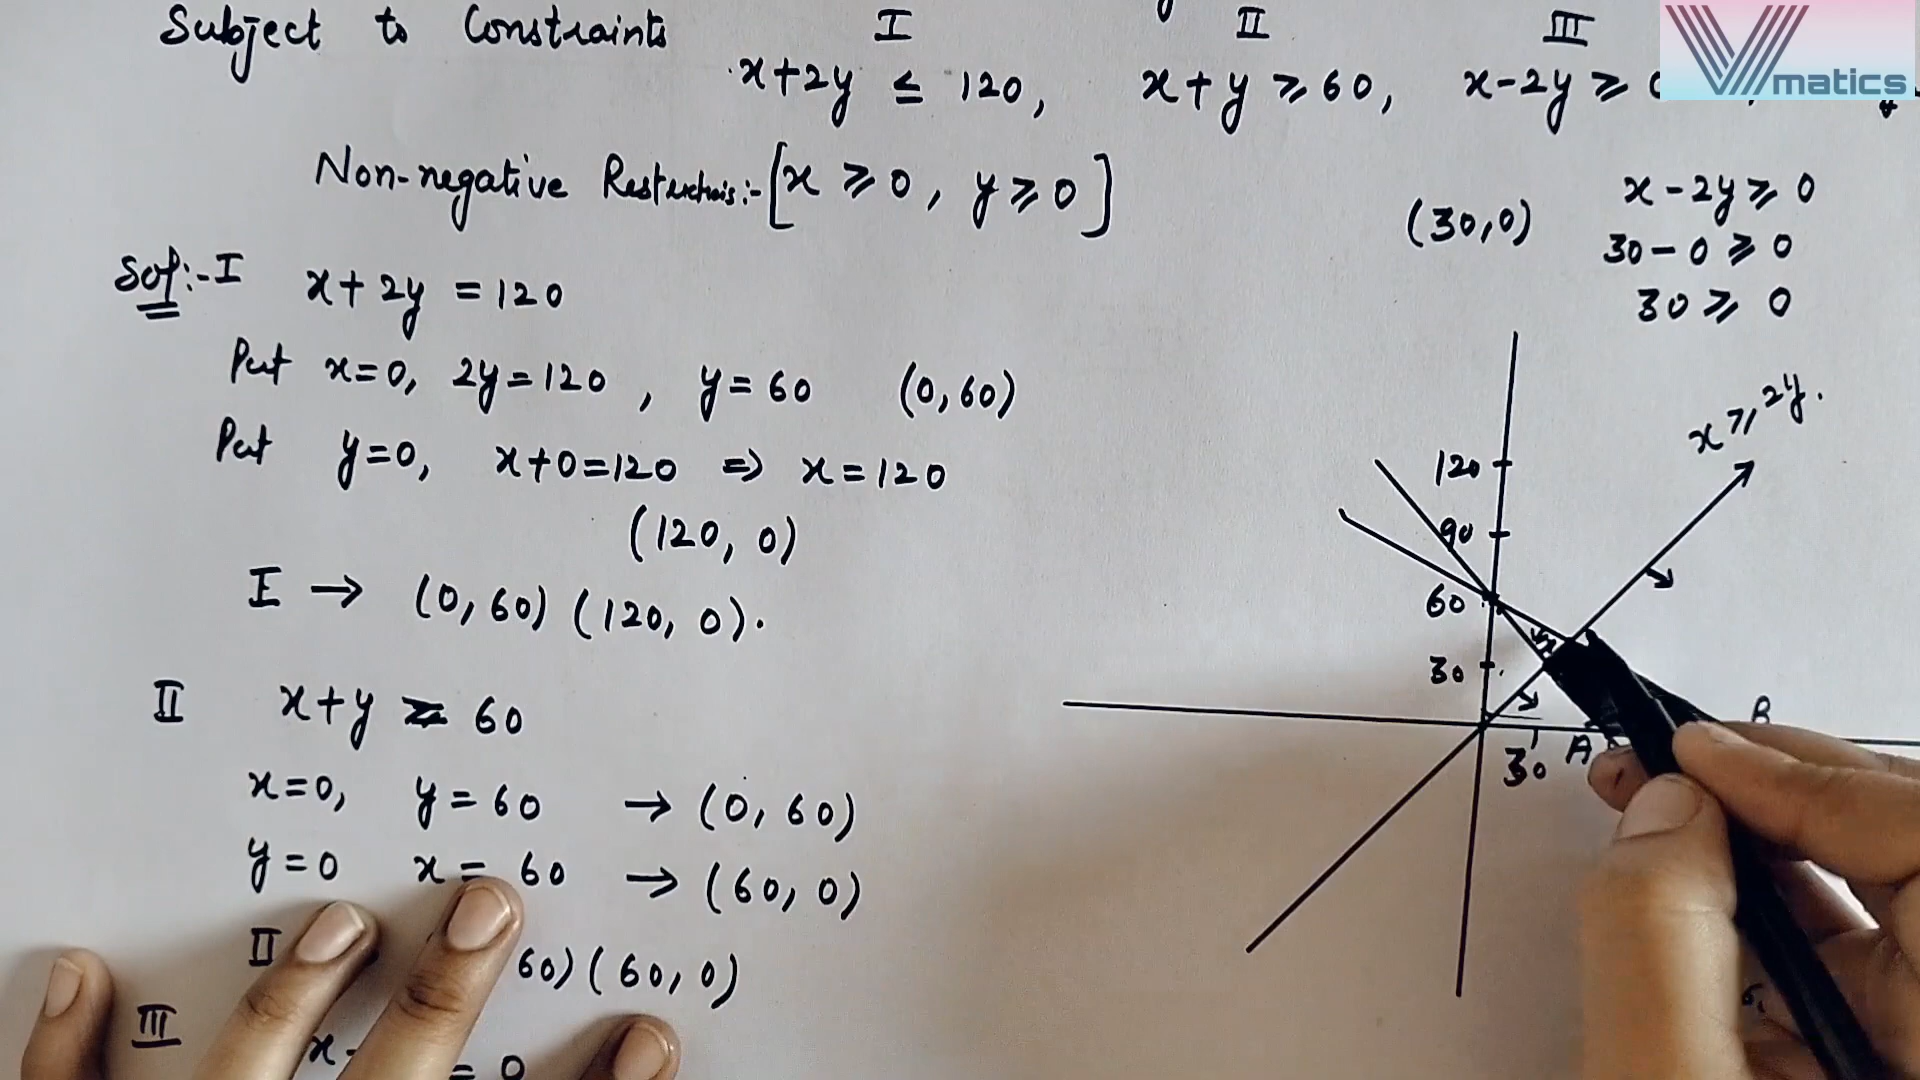 Subject to Constraints I II III
x+2y ≤ 120, x+y ≥ 60, x-2y ≥
Vmatics
Non-negative [x ≥ 0, y ≥ 0]
Sol:- I x+2y = 120
Put x=0, 2y=120, y=60 (0,60)
Put y=0, x+0=120 ⇒ x=120
(120, 0)
I → (0,60) (120, 0).
II x+y = 60
x=0, y=60 → (0, 60)
y=0 x= 60 → (60, 0)
II 60) (60, 0)
III x- = 0
(30,0) x-2y ≥ 0
30-0 ≥ 0
30 ≥ 0
x ≥ 2y.
120
90
60
30
30 A B